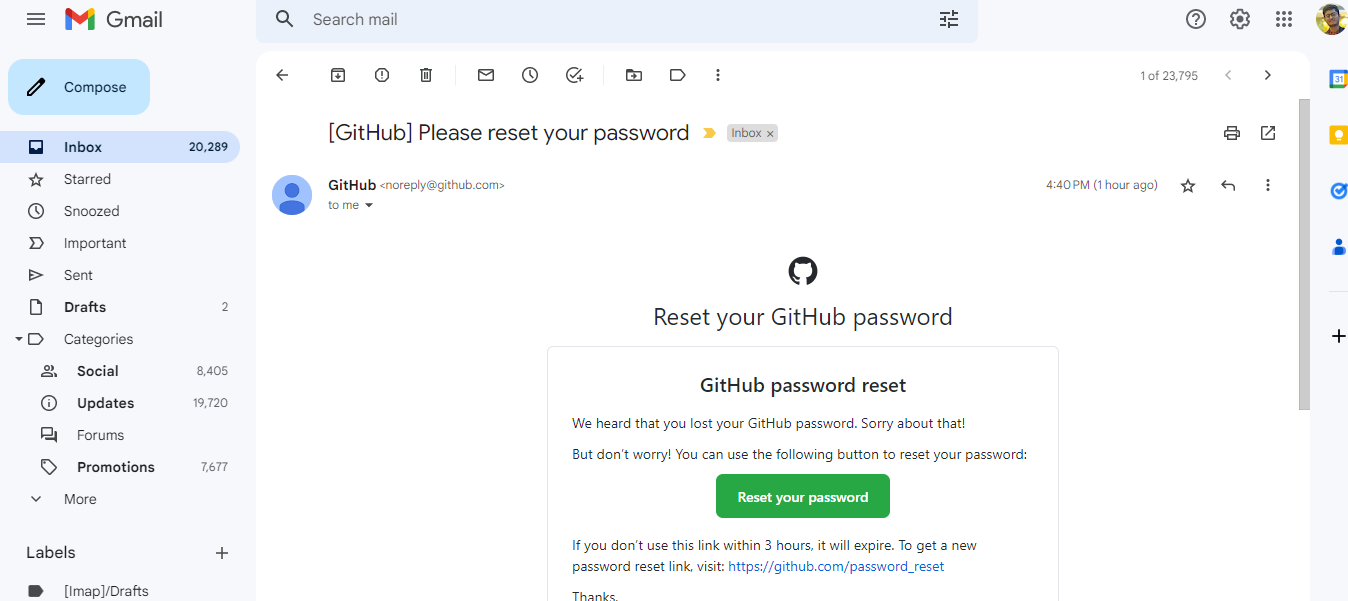 Gmail
Search mail
1 of 23,795
Compose
[GitHub] Please reset your password
Inbox ×
Inbox 20,289
Starred
Snoozed
Important
Sent
Drafts 2
Categories
Social 8,405
Updates 19,720
Forums
Promotions 7,677
More
Labels
[Imap]/Drafts
GitHub <noreply@github.com>
4:40 PM (1 hour ago)
to me
Reset your GitHub password
GitHub password reset
We heard that you lost your GitHub password. Sorry about that!
But don’t worry! You can use the following button to reset your password:
Reset your password
If you don’t use this link within 3 hours, it will expire. To get a new
password reset link, visit: https://github.com/password_reset
Thanks,
31